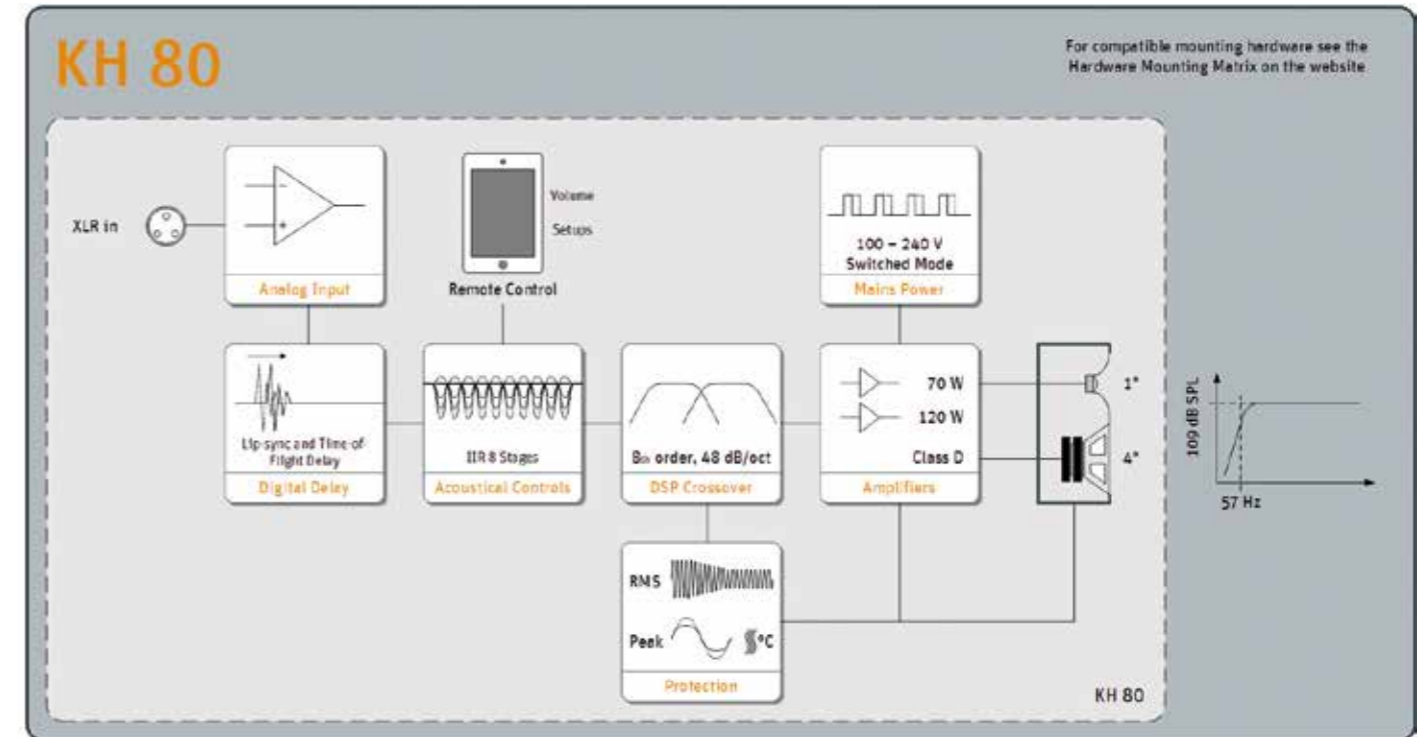 KH 80
For compatible mounting hardware see the
Hardware Mounting Matrix on the website
XLR in
Analog Input
Volume
Setups
Remote Control
100 – 240 V
Switched Mode
Mains Power
Lip-sync and Time-of-
Flight Delay
Digital Delay
IIR 8 Stages
Acoustical Controls
8th order, 48 dB/oct
DSP Crossover
70 W
120 W
Class D
Amplifiers
1"
4"
109 dB SPL
57 Hz
RMS
Peak
°C
Protection
KH 80